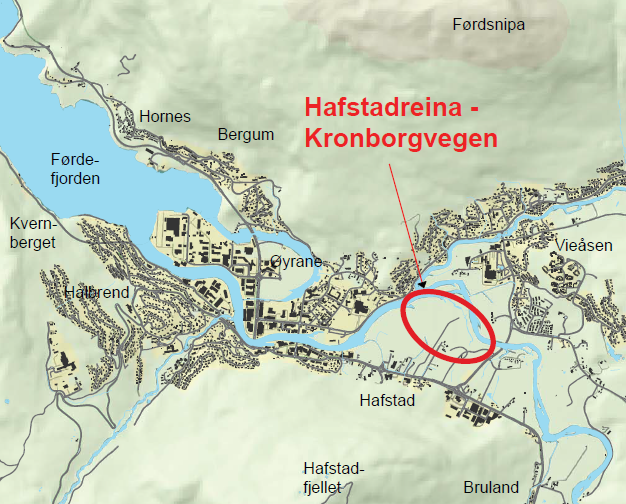 Førdsnipa
Hafstadreina -
Kronborgvegen
Hornes
Bergum
Førde-
fjorden
Kvern-
berget
Øyrane
Vieåsen
Halbrend
Hafstad
Hafstad-
fjellet
Bruland